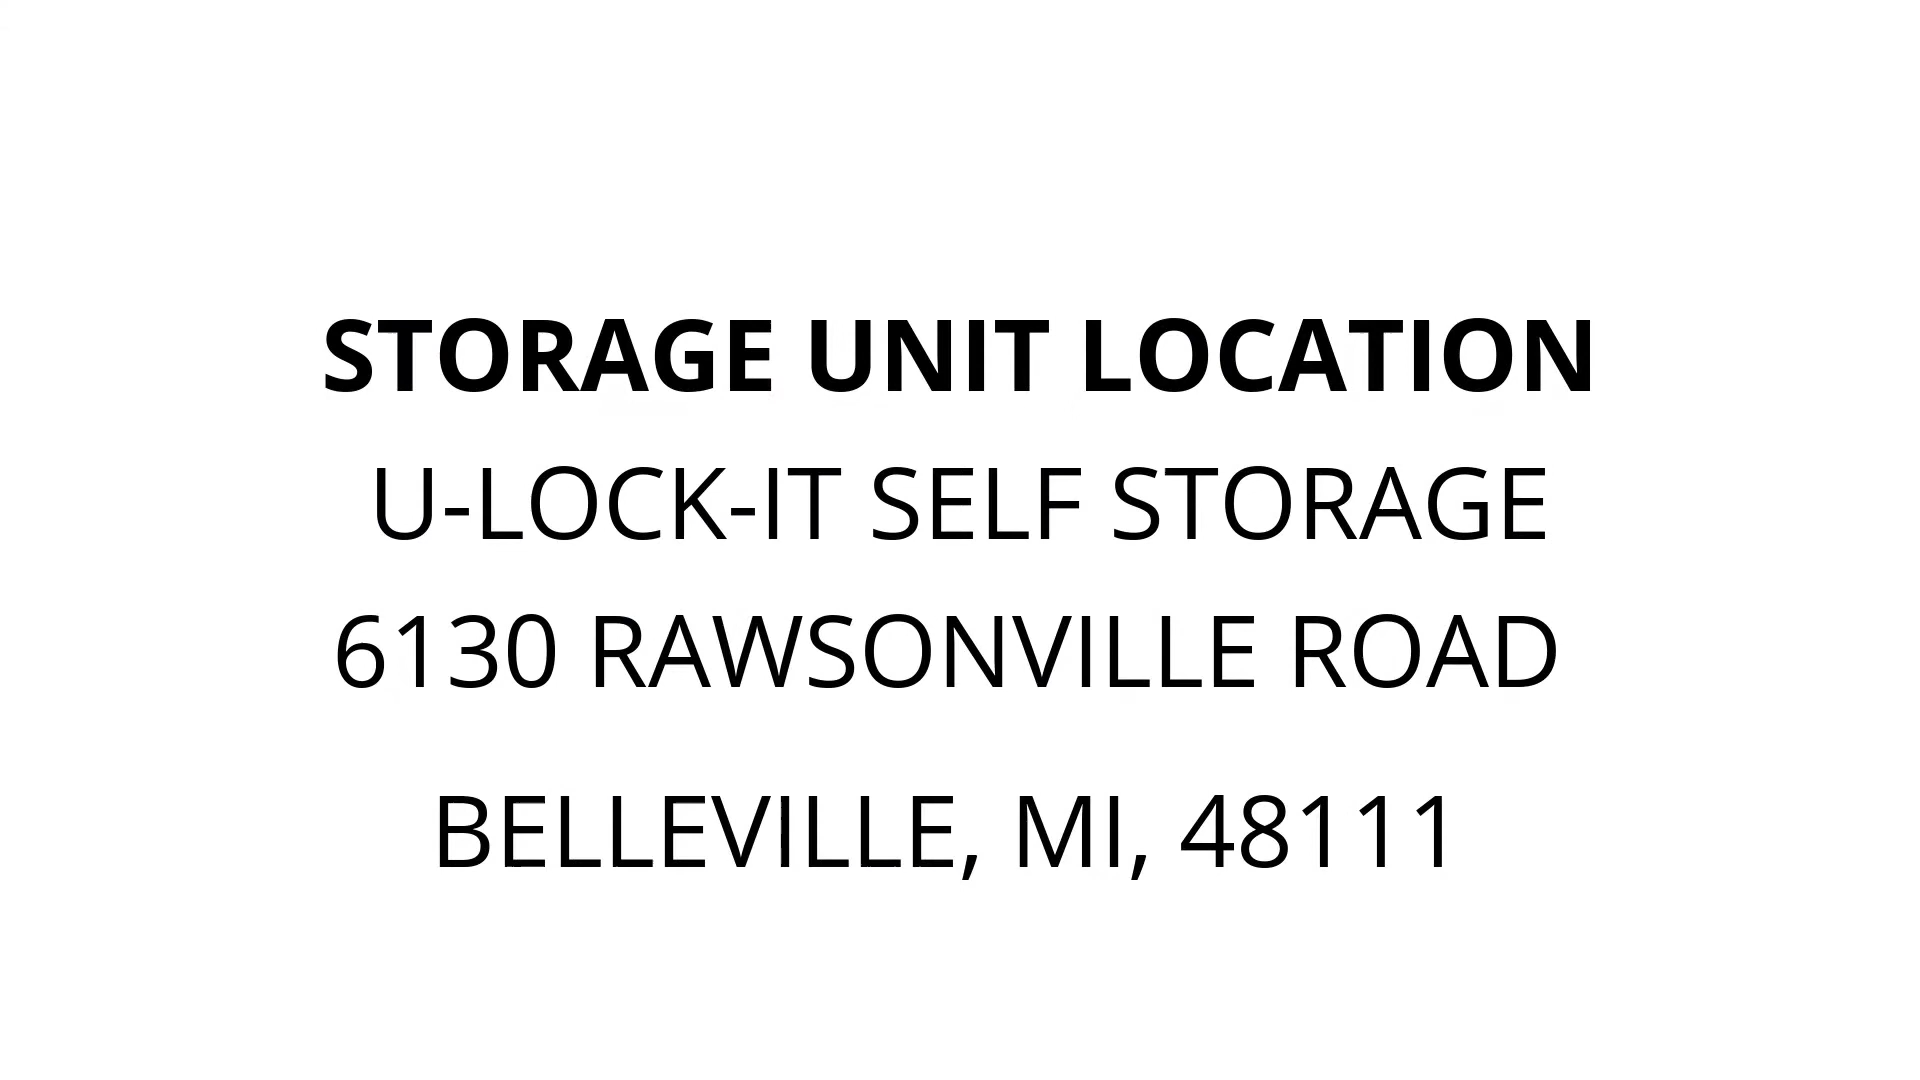 STORAGE UNIT LOCATION
U-LOCK-IT SELF STORAGE
6130 RAWSONVILLE ROAD
BELLEVILLE, MI, 48111